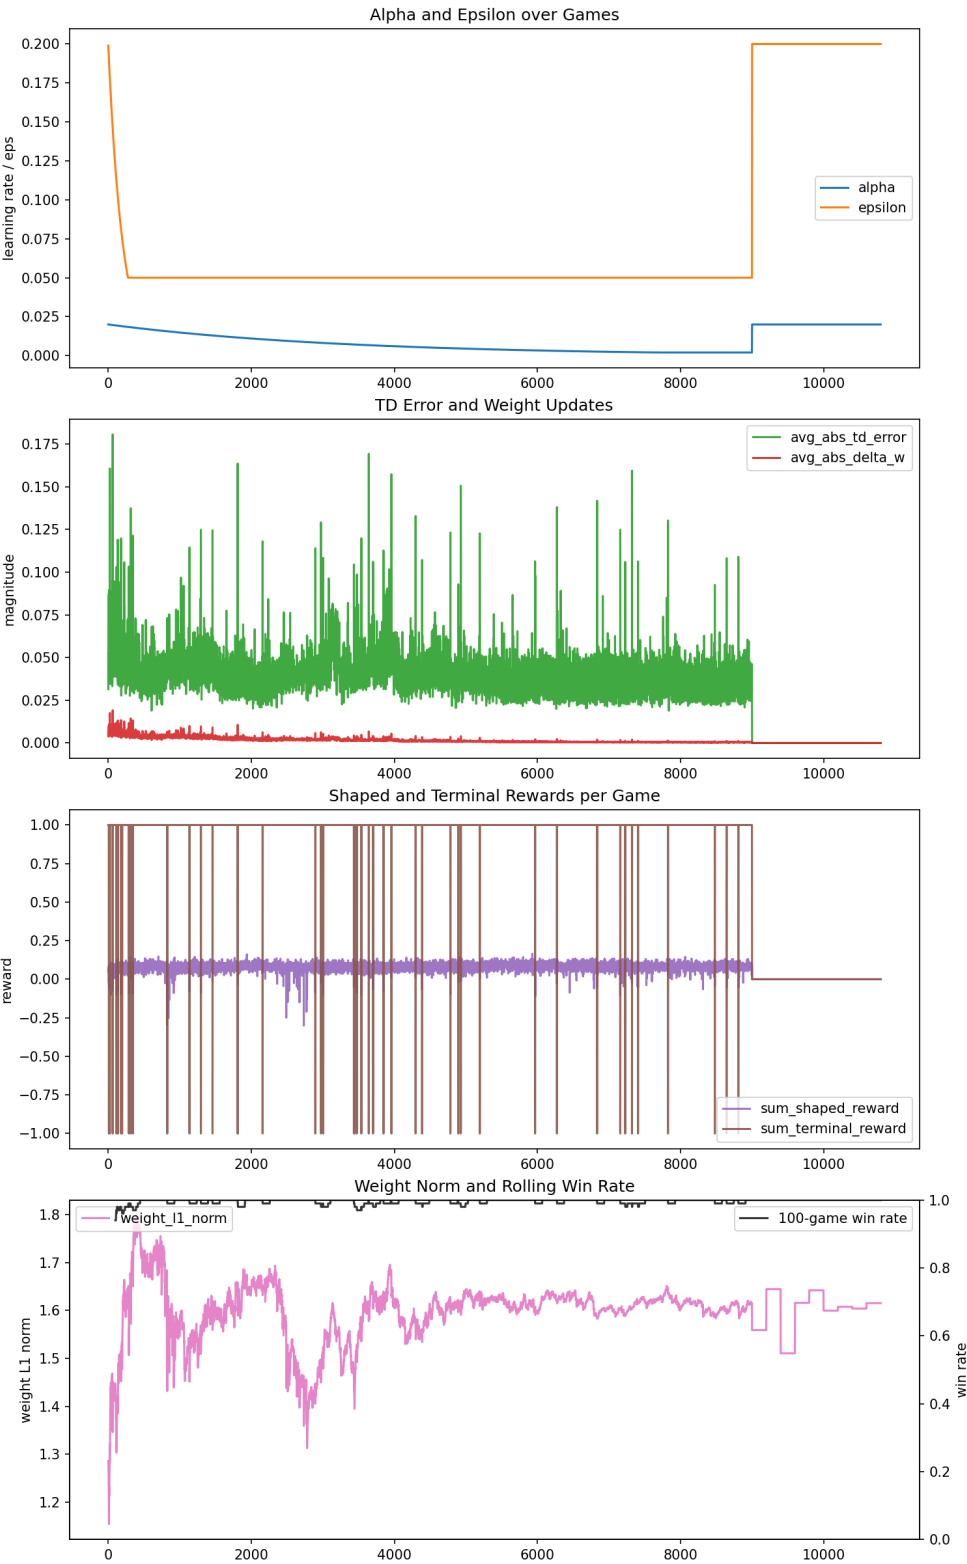 Alpha and Epsilon over Games
0.200
0.175
0.150
0.125
0.100
0.075
0.050
0.025
0.000
learning rate / eps
alpha
epsilon
0 2000 4000 6000 8000 10000
TD Error and Weight Updates
0.175
0.150
0.125
0.100
0.075
0.050
0.025
0.000
magnitude
avg_abs_td_error
avg_abs_delta_w
0 2000 4000 6000 8000 10000
Shaped and Terminal Rewards per Game
1.00
0.75
0.50
0.25
0.00
−0.25
−0.50
−0.75
−1.00
reward
sum_shaped_reward
sum_terminal_reward
0 2000 4000 6000 8000 10000
Weight Norm and Rolling Win Rate
1.8
1.7
1.6
1.5
1.4
1.3
1.2
weight L1 norm
weight_l1_norm
100-game win rate
1.0
0.8
0.6
0.4
0.2
0.0
win rate
0 2000 4000 6000 8000 10000